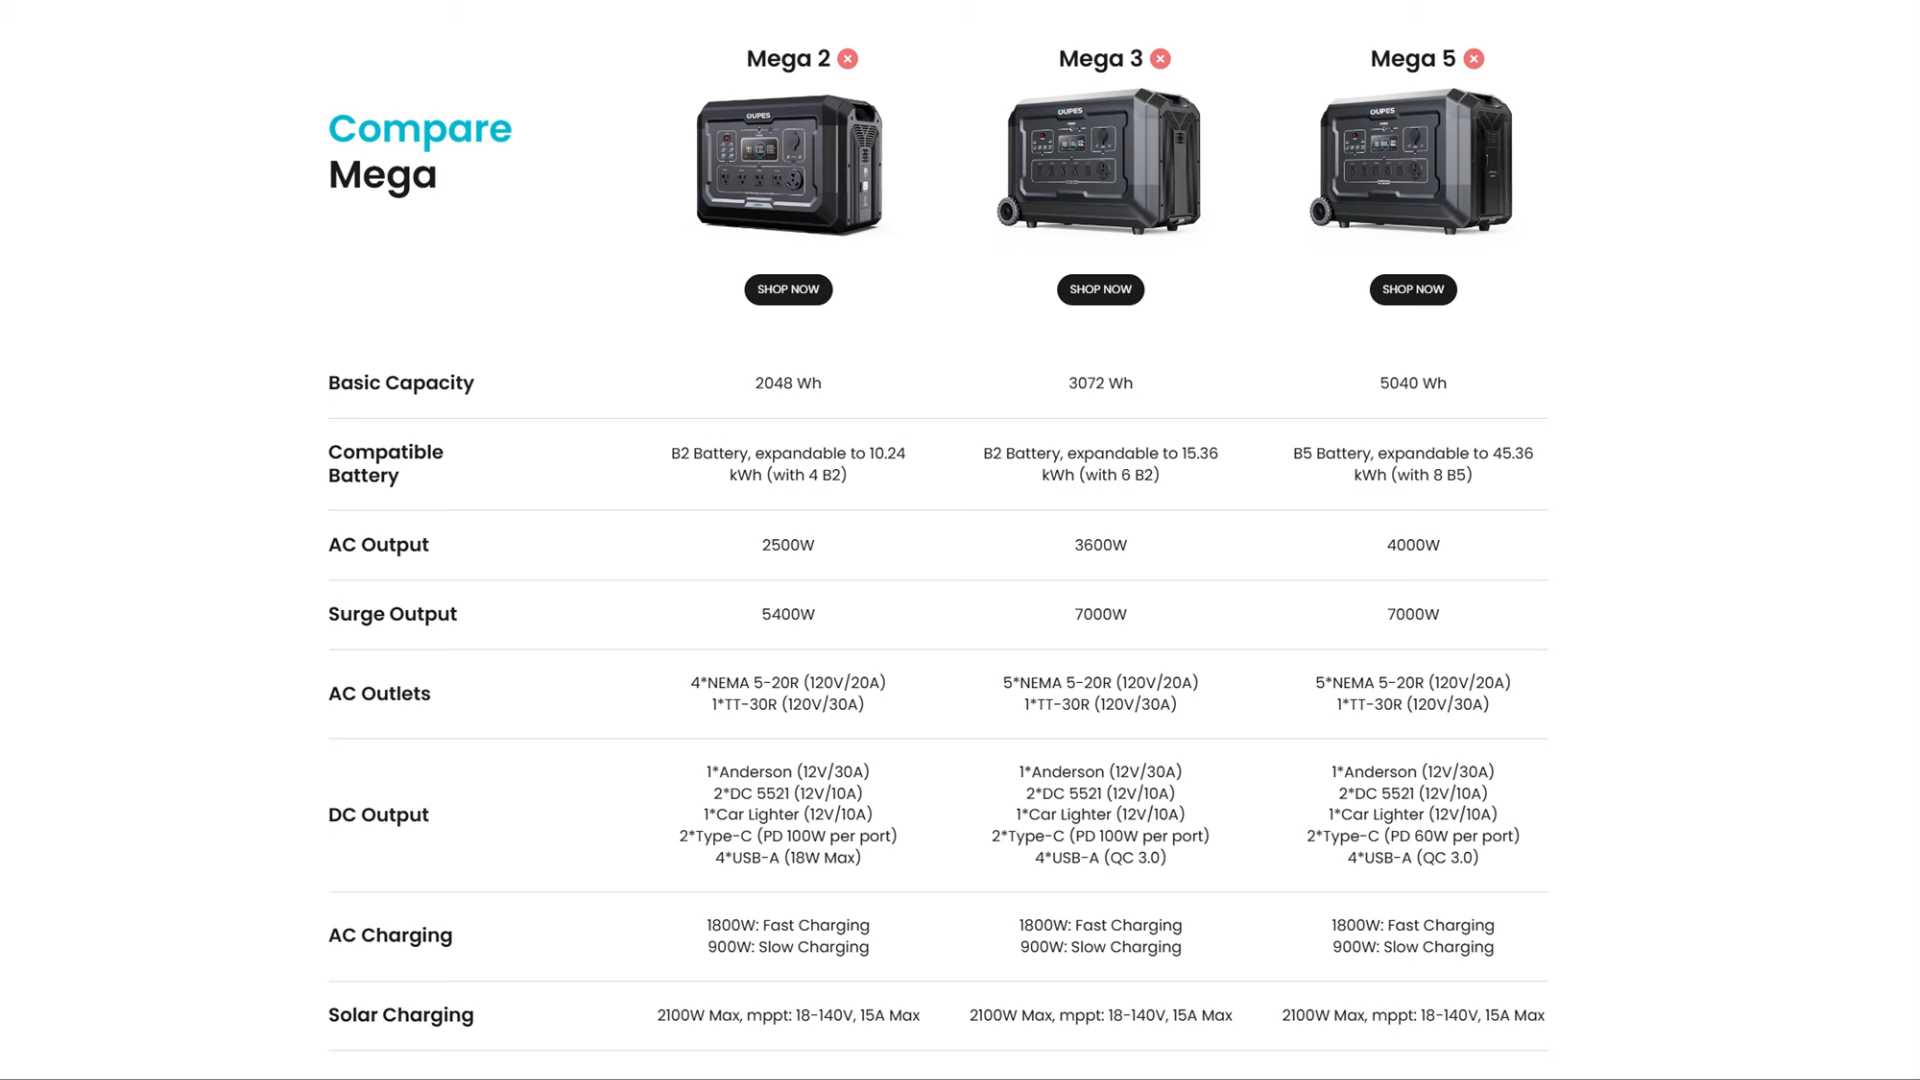 Mega 2
Mega 3
Mega 5
Compare
Mega
OUPES
OUPES
OUPES
SHOP NOW
SHOP NOW
SHOP NOW
Basic Capacity
2048 Wh
3072 Wh
5040 Wh
Compatible
Battery
B2 Battery, expandable to 10.24
kWh (with 4 B2)
B2 Battery, expandable to 15.36
kWh (with 6 B2)
B5 Battery, expandable to 45.36
kWh (with 8 B5)
AC Output
2500W
3600W
4000W
Surge Output
5400W
7000W
7000W
AC Outlets
4*NEMA 5-20R (120V/20A)
1*TT-30R (120V/30A)
5*NEMA 5-20R (120V/20A)
1*TT-30R (120V/30A)
5*NEMA 5-20R (120V/20A)
1*TT-30R (120V/30A)
DC Output
1*Anderson (12V/30A)
2*DC 5521 (12V/10A)
1*Car Lighter (12V/10A)
2*Type-C (PD 100W per port)
4*USB-A (18W Max)
1*Anderson (12V/30A)
2*DC 5521 (12V/10A)
1*Car Lighter (12V/10A)
2*Type-C (PD 100W per port)
4*USB-A (QC 3.0)
1*Anderson (12V/30A)
2*DC 5521 (12V/10A)
1*Car Lighter (12V/10A)
2*Type-C (PD 60W per port)
4*USB-A (QC 3.0)
AC Charging
1800W: Fast Charging
900W: Slow Charging
1800W: Fast Charging
900W: Slow Charging
1800W: Fast Charging
900W: Slow Charging
Solar Charging
2100W Max, mppt: 18-140V, 15A Max
2100W Max, mppt: 18-140V, 15A Max
2100W Max, mppt: 18-140V, 15A Max